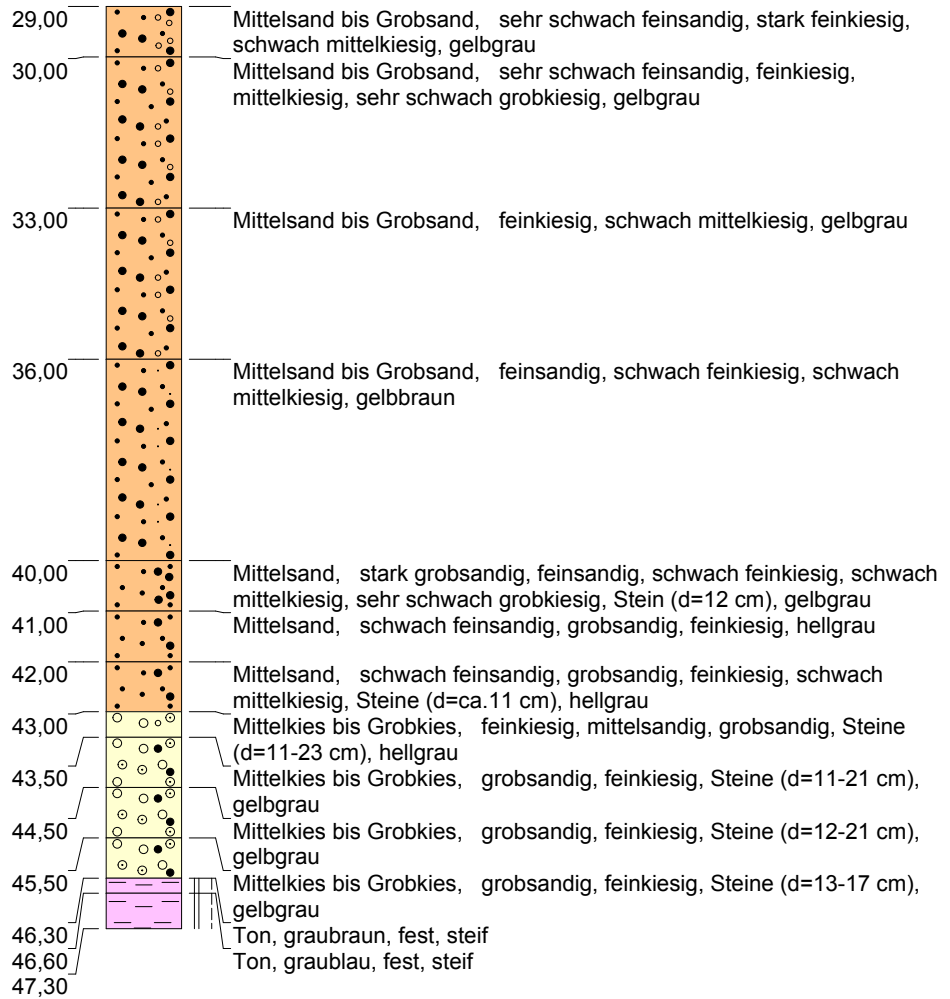 29,00 Mittelsand bis Grobsand, sehr schwach feinsandig, stark feinkiesig,
schwach mittelkiesig, gelbgrau
30,00 Mittelsand bis Grobsand, sehr schwach feinsandig, feinkiesig,
mittelkiesig, sehr schwach grobkiesig, gelbgrau
33,00 Mittelsand bis Grobsand, feinkiesig, schwach mittelkiesig, gelbgrau
36,00 Mittelsand bis Grobsand, feinsandig, schwach feinkiesig, schwach
mittelkiesig, gelbbraun
40,00 Mittelsand, stark grobsandig, feinsandig, schwach feinkiesig, schwach
mittelkiesig, sehr schwach grobkiesig, Stein (d=12 cm), gelbgrau
41,00 Mittelsand, schwach feinsandig, grobsandig, feinkiesig, hellgrau
42,00 Mittelsand, schwach feinsandig, grobsandig, feinkiesig, schwach
mittelkiesig, Steine (d=ca.11 cm), hellgrau
43,00 Mittelkies bis Grobkies, feinkiesig, mittelsandig, grobsandig, Steine
(d=11-23 cm), hellgrau
43,50 Mittelkies bis Grobkies, grobsandig, feinkiesig, Steine (d=11-21 cm),
gelbgrau
44,50 Mittelkies bis Grobkies, grobsandig, feinkiesig, Steine (d=12-21 cm),
gelbgrau
45,50 Mittelkies bis Grobkies, grobsandig, feinkiesig, Steine (d=13-17 cm),
gelbgrau
46,30 Ton, graubraun, fest, steif
46,60 Ton, graublau, fest, steif
47,30